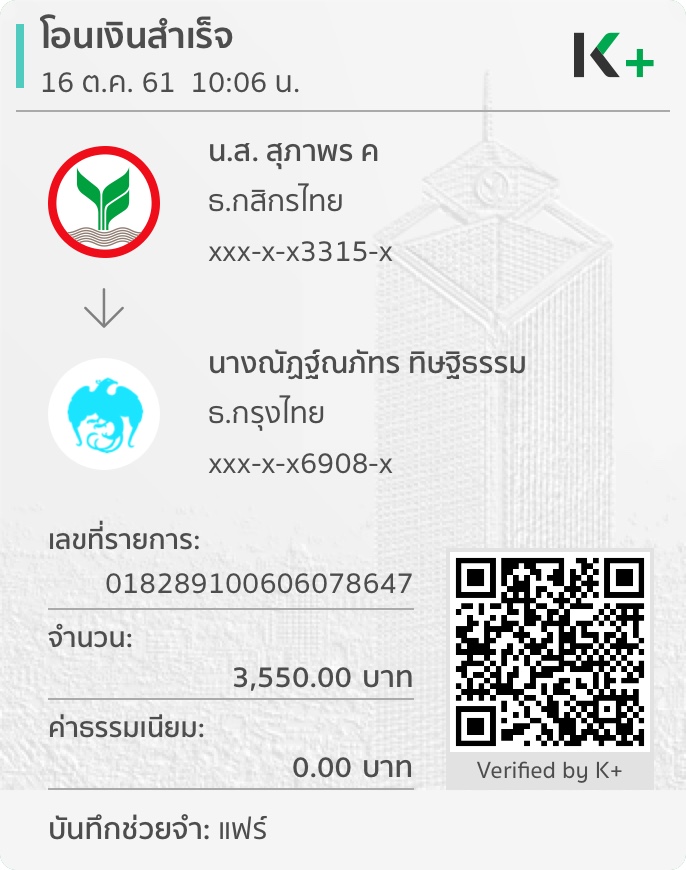 โอนเงินสำเร็จ
16 ต.ค. 61 10:06 น.
K+
น.ส. สุภาพร ค
ธ.กสิกรไทย
xxx-x-x3315-x
นางณัฏฐ์ณภัทร ทิษฐิธรรม
ธ.กรุงไทย
xxx-x-x6908-x
เลขที่รายการ:
018289100606078647
จำนวน:
3,550.00 บาท
ค่าธรรมเนียม:
0.00 บาท
Verified by K+
บันทึกช่วยจำ: แฟร์